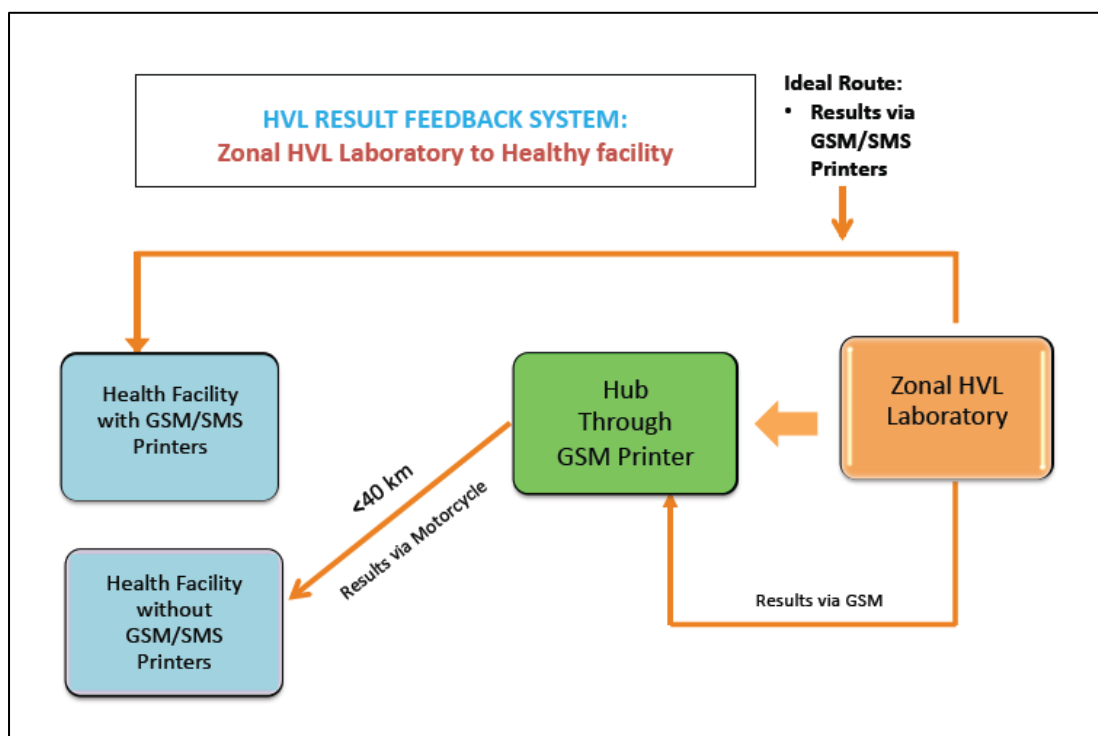 HVL RESULT FEEDBACK SYSTEM:
Zonal HVL Laboratory to Healthy facility
Ideal Route:
• Results via
GSM/SMS
Printers
Health Facility
with GSM/SMS
Printers
Hub
Through
GSM Printer
Zonal HVL
Laboratory
<40 km
Results via Motorcycle
Health Facility
without
GSM/SMS
Printers
Results via GSM